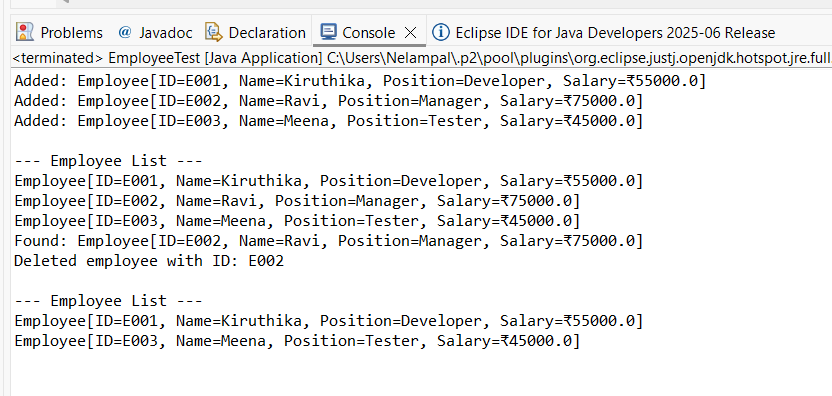 Problems @ Javadoc Declaration Console Eclipse IDE for Java Developers 2025-06 Release
<terminated> EmployeeTest [Java Application] C:\Users\Nelampal\.p2\pool\plugins\org.eclipse.justj.openjdk.hotspot.jre.full.
Added: Employee[ID=E001, Name=Kiruthika, Position=Developer, Salary=₹55000.0]
Added: Employee[ID=E002, Name=Ravi, Position=Manager, Salary=₹75000.0]
Added: Employee[ID=E003, Name=Meena, Position=Tester, Salary=₹45000.0]

--- Employee List ---
Employee[ID=E001, Name=Kiruthika, Position=Developer, Salary=₹55000.0]
Employee[ID=E002, Name=Ravi, Position=Manager, Salary=₹75000.0]
Employee[ID=E003, Name=Meena, Position=Tester, Salary=₹45000.0]
Found: Employee[ID=E002, Name=Ravi, Position=Manager, Salary=₹75000.0]
Deleted employee with ID: E002

--- Employee List ---
Employee[ID=E001, Name=Kiruthika, Position=Developer, Salary=₹55000.0]
Employee[ID=E003, Name=Meena, Position=Tester, Salary=₹45000.0]